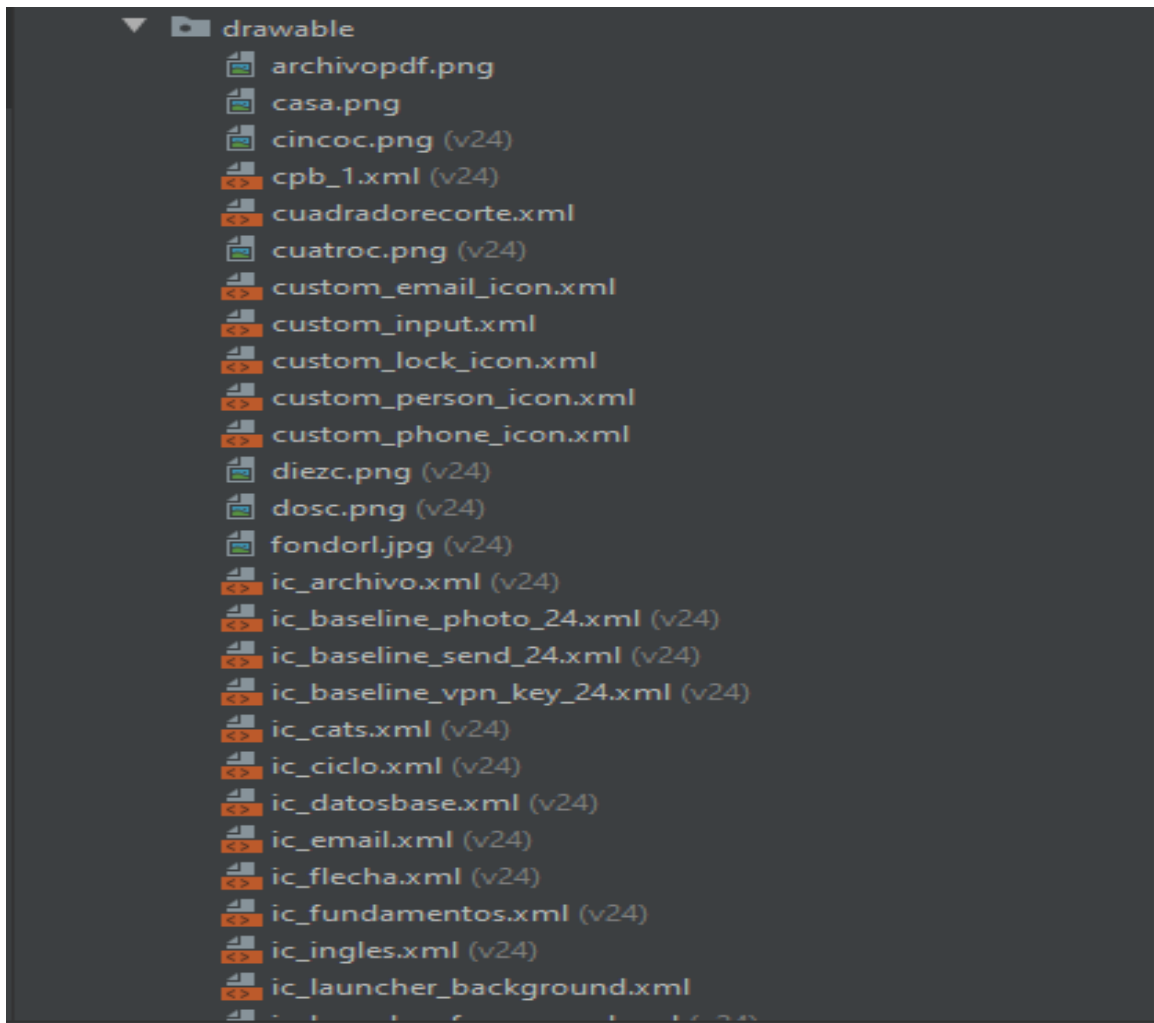 drawable
archivopdf.png
casa.png
cincoc.png (v24)
cpb_1.xml (v24)
cuadradorecorte.xml
cuatroc.png (v24)
custom_email_icon.xml
custom_input.xml
custom_lock_icon.xml
custom_person_icon.xml
custom_phone_icon.xml
diezc.png (v24)
dosc.png (v24)
fondorl.jpg (v24)
ic_archivo.xml (v24)
ic_baseline_photo_24.xml (v24)
ic_baseline_send_24.xml (v24)
ic_baseline_vpn_key_24.xml (v24)
ic_cats.xml (v24)
ic_ciclo.xml (v24)
ic_datosbase.xml (v24)
ic_email.xml (v24)
ic_flecha.xml (v24)
ic_fundamentos.xml (v24)
ic_ingles.xml (v24)
ic_launcher_background.xml